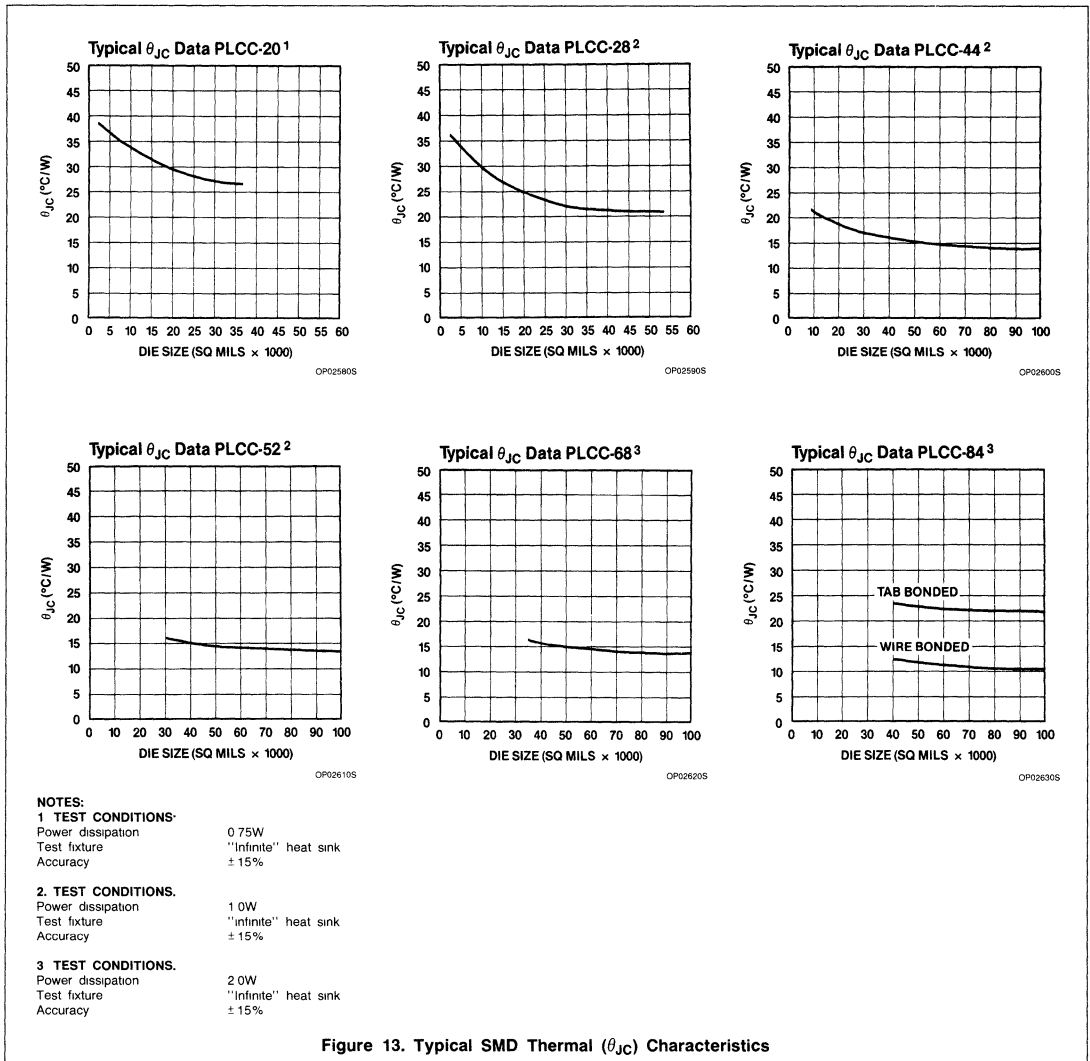 Typical θJC Data PLCC-20 1
50
45
40
35
30
25
20
15
10
5
0
θJC (°C/W)
0 5 10 15 20 25 30 35 40 45 50 55 60
DIE SIZE (SQ MILS × 1000)
OP02580S
Typical θJC Data PLCC-28 2
50
45
40
35
30
25
20
15
10
5
0
θJC (°C/W)
0 5 10 15 20 25 30 35 40 45 50 55 60
DIE SIZE (SQ MILS × 1000)
OP02590S
Typical θJC Data PLCC-44 2
50
45
40
35
30
25
20
15
10
5
0
θJC (°C/W)
0 10 20 30 40 50 60 70 80 90 100
DIE SIZE (SQ MILS × 1000)
OP02600S
Typical θJC Data PLCC-52 2
50
45
40
35
30
25
20
15
10
5
0
θJC (°C/W)
0 10 20 30 40 50 60 70 80 90 100
DIE SIZE (SQ MILS × 1000)
OP02610S
Typical θJC Data PLCC-68 3
50
45
40
35
30
25
20
15
10
5
0
θJC (°C/W)
0 10 20 30 40 50 60 70 80 90 100
DIE SIZE (SQ MILS × 1000)
OP02620S
Typical θJC Data PLCC-84 3
50
45
40
35
30
25
20
15
10
5
0
θJC (°C/W)
TAB BONDED
WIRE BONDED
0 10 20 30 40 50 60 70 80 90 100
DIE SIZE (SQ MILS × 1000)
OP02630S
NOTES:
1 TEST CONDITIONS·
Power dissipation 0 75W
Test fixture "Infinite" heat sink
Accuracy ± 15%
2. TEST CONDITIONS.
Power dissipation 1 0W
Test fixture "infinite" heat sink
Accuracy ± 15%
3 TEST CONDITIONS.
Power dissipation 2 0W
Test fixture "Infinite" heat sink
Accuracy ± 15%
Figure 13. Typical SMD Thermal (θJC) Characteristics